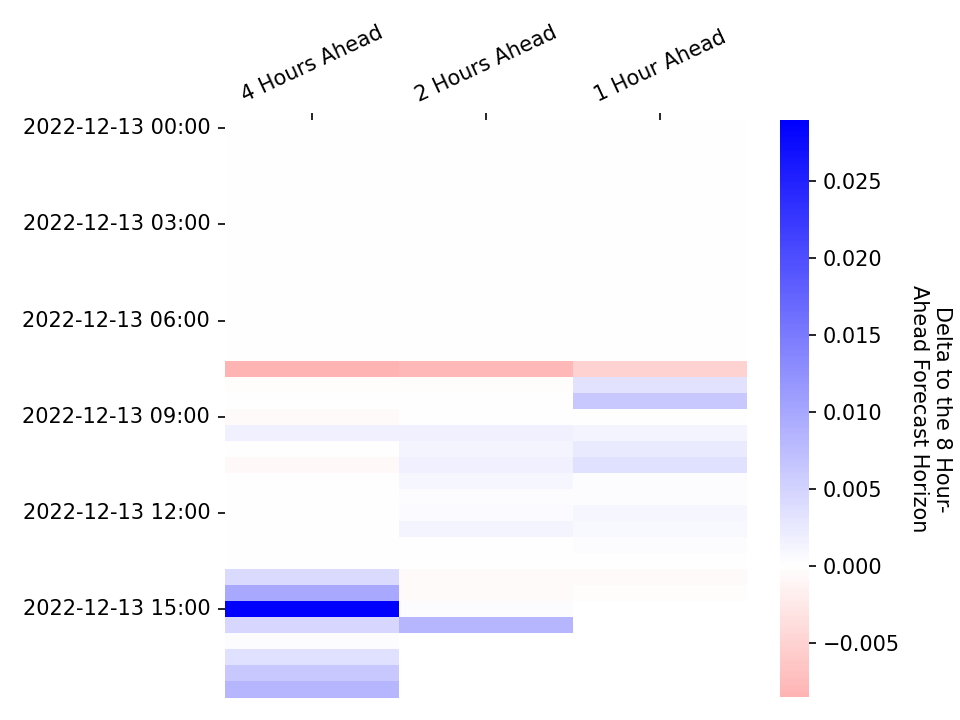 4 Hours Ahead
2 Hours Ahead
1 Hour Ahead
2022-12-13 00:00
2022-12-13 03:00
2022-12-13 06:00
2022-12-13 09:00
2022-12-13 12:00
2022-12-13 15:00
0.025
0.020
0.015
0.010
0.005
0.000
−0.005
Delta to the 8 Hour-
Ahead Forecast Horizon